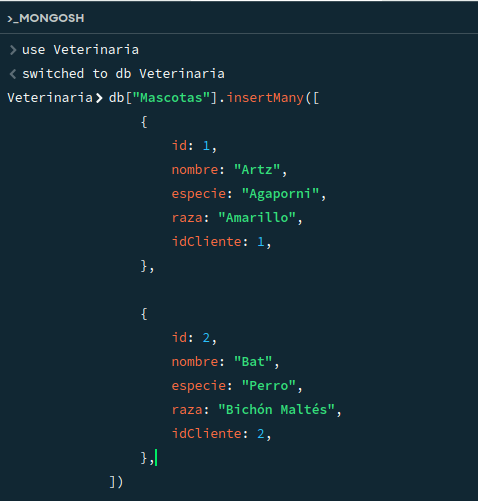 >_MONGOSH
> use Veterinaria
< switched to db Veterinaria
Veterinaria> db["Mascotas"].insertMany([
{
id: 1,
nombre: "Artz",
especie: "Agaporni",
raza: "Amarillo",
idCliente: 1,
},
{
id: 2,
nombre: "Bat",
especie: "Perro",
raza: "Bichón Maltés",
idCliente: 2,
},
])